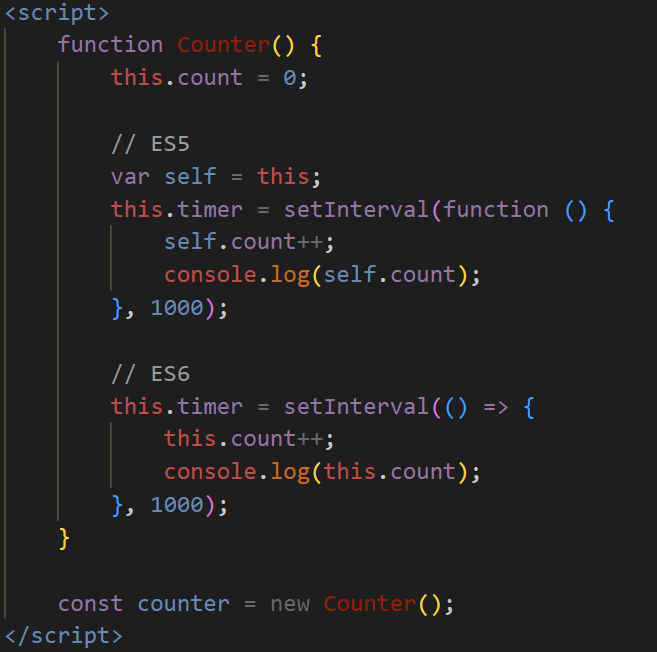 <script>
function Counter() {
this.count = 0;
// ES5
var self = this;
this.timer = setInterval(function () {
self.count++;
console.log(self.count);
}, 1000);
// ES6
this.timer = setInterval(() => {
this.count++;
console.log(this.count);
}, 1000);
}
const counter = new Counter();
</script>